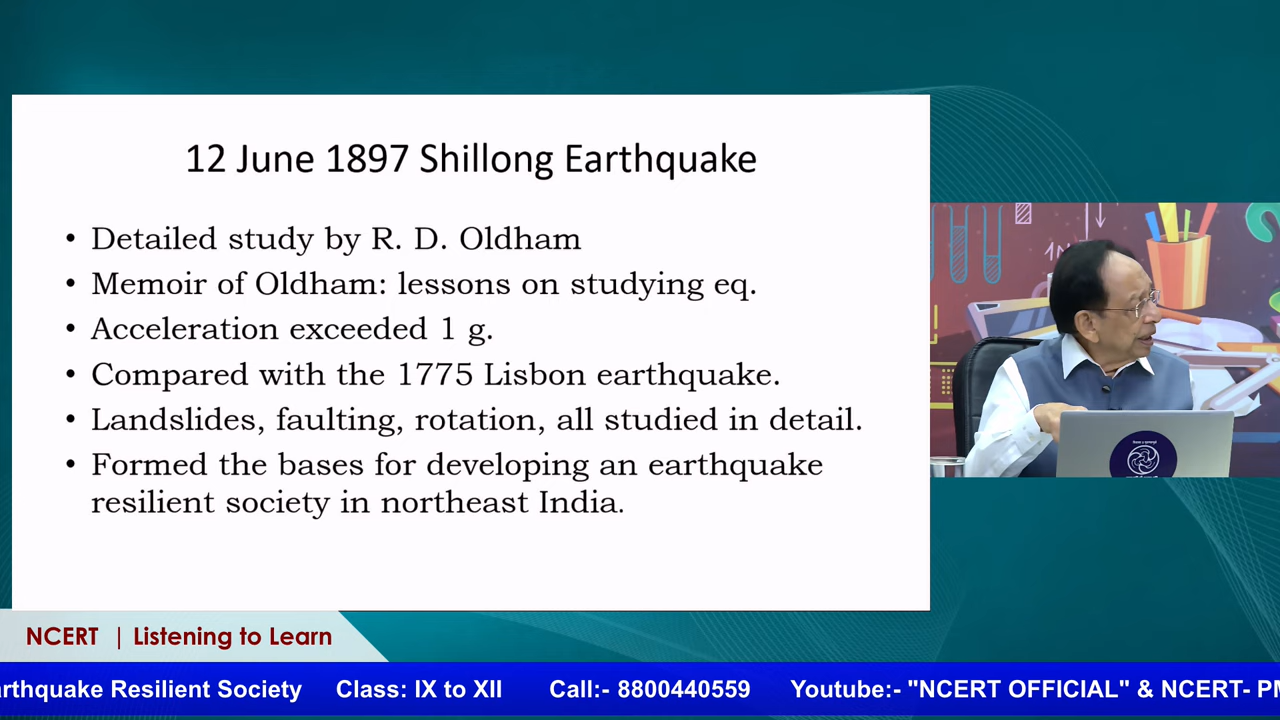 12 June 1897 Shillong Earthquake
• Detailed study by R. D. Oldham
• Memoir of Oldham: lessons on studying eq.
• Acceleration exceeded 1 g.
• Compared with the 1775 Lisbon earthquake.
• Landslides, faulting, rotation, all studied in detail.
• Formed the bases for developing an earthquake
resilient society in northeast India.
NCERT | Listening to Learn
rthquake Resilient Society Class: IX to XII Call:- 8800440559 Youtube:- "NCERT OFFICIAL" & NCERT- PM